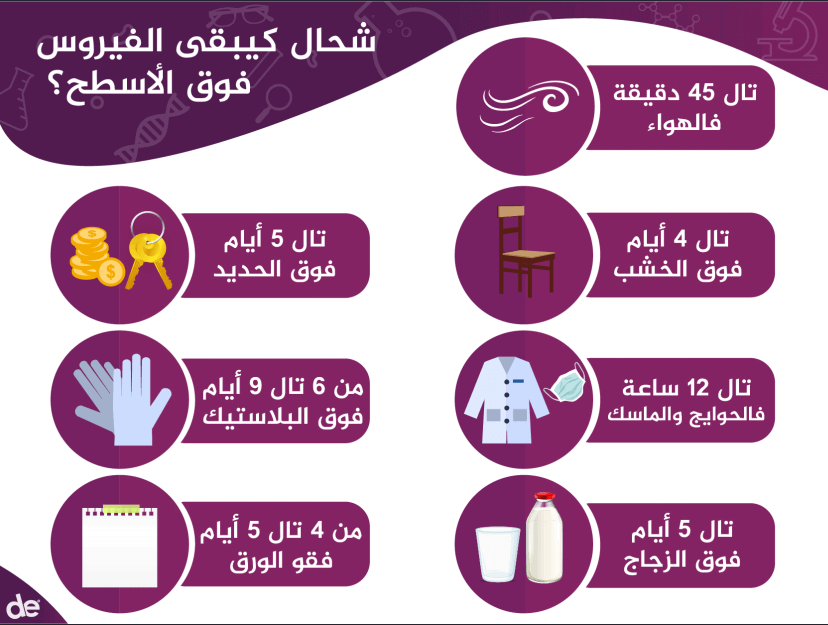 شحال كيبقى الفيروس
فوق الأسطح؟
تال 45 دقيقة
فالهواء
تال 5 أيام
فوق الحديد
تال 4 أيام
فوق الخشب
من 6 تال 9 أيام
فوق البلاستيك
تال 12 ساعة
فالحوايج والماسك
من 4 تال 5 أيام
فقو الورق
تال 5 أيام
فوق الزجاج
de